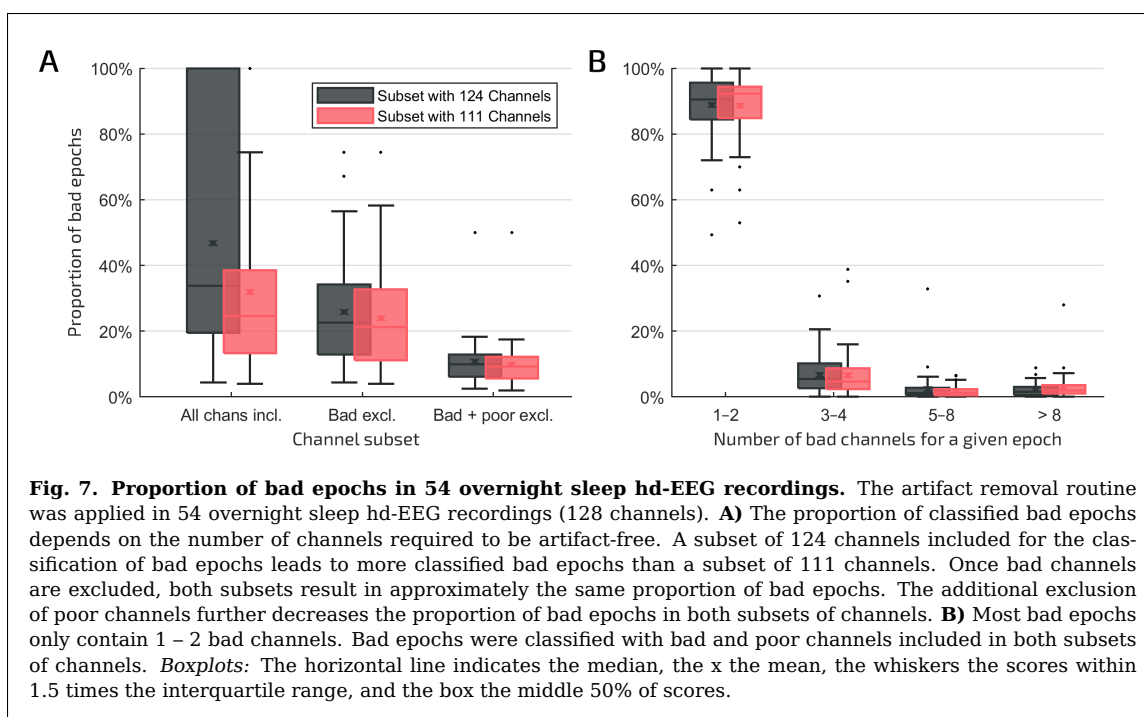 A
B
100%
80%
60%
40%
20%
0%
Proportion of bad epochs
Subset with 124 Channels
Subset with 111 Channels
All chans incl.
Bad excl.
Bad + poor excl.
Channel subset
100%
80%
60%
40%
20%
0%
1–2
3–4
5–8
> 8
Number of bad channels for a given epoch
Fig. 7. Proportion of bad epochs in 54 overnight sleep hd-EEG recordings. The artifact removal routine
was applied in 54 overnight sleep hd-EEG recordings (128 channels). A) The proportion of classified bad epochs
depends on the number of channels required to be artifact-free. A subset of 124 channels included for the clas-
sification of bad epochs leads to more classified bad epochs than a subset of 111 channels. Once bad channels
are excluded, both subsets result in approximately the same proportion of bad epochs. The additional exclusion
of poor channels further decreases the proportion of bad epochs in both subsets of channels. B) Most bad epochs
only contain 1 – 2 bad channels. Bad epochs were classified with bad and poor channels included in both subsets
of channels. Boxplots: The horizontal line indicates the median, the x the mean, the whiskers the scores within
1.5 times the interquartile range, and the box the middle 50% of scores.